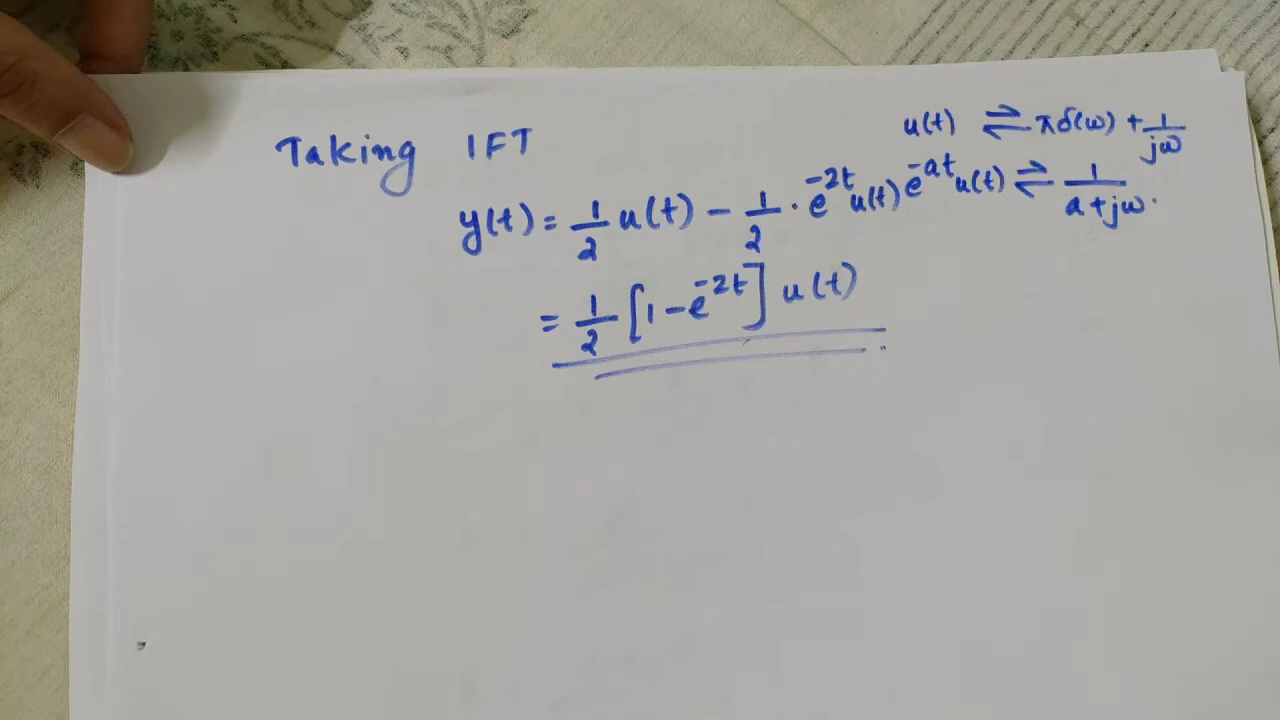 Taking IFT
u(t) ⇌ πδ(ω) + 1/jω
y(t) = 1/2 u(t) - 1/2 · e^-2t u(t)
e^-at u(t) ⇌ 1/a+jω.
= 1/2 [1 - e^-2t] u(t)